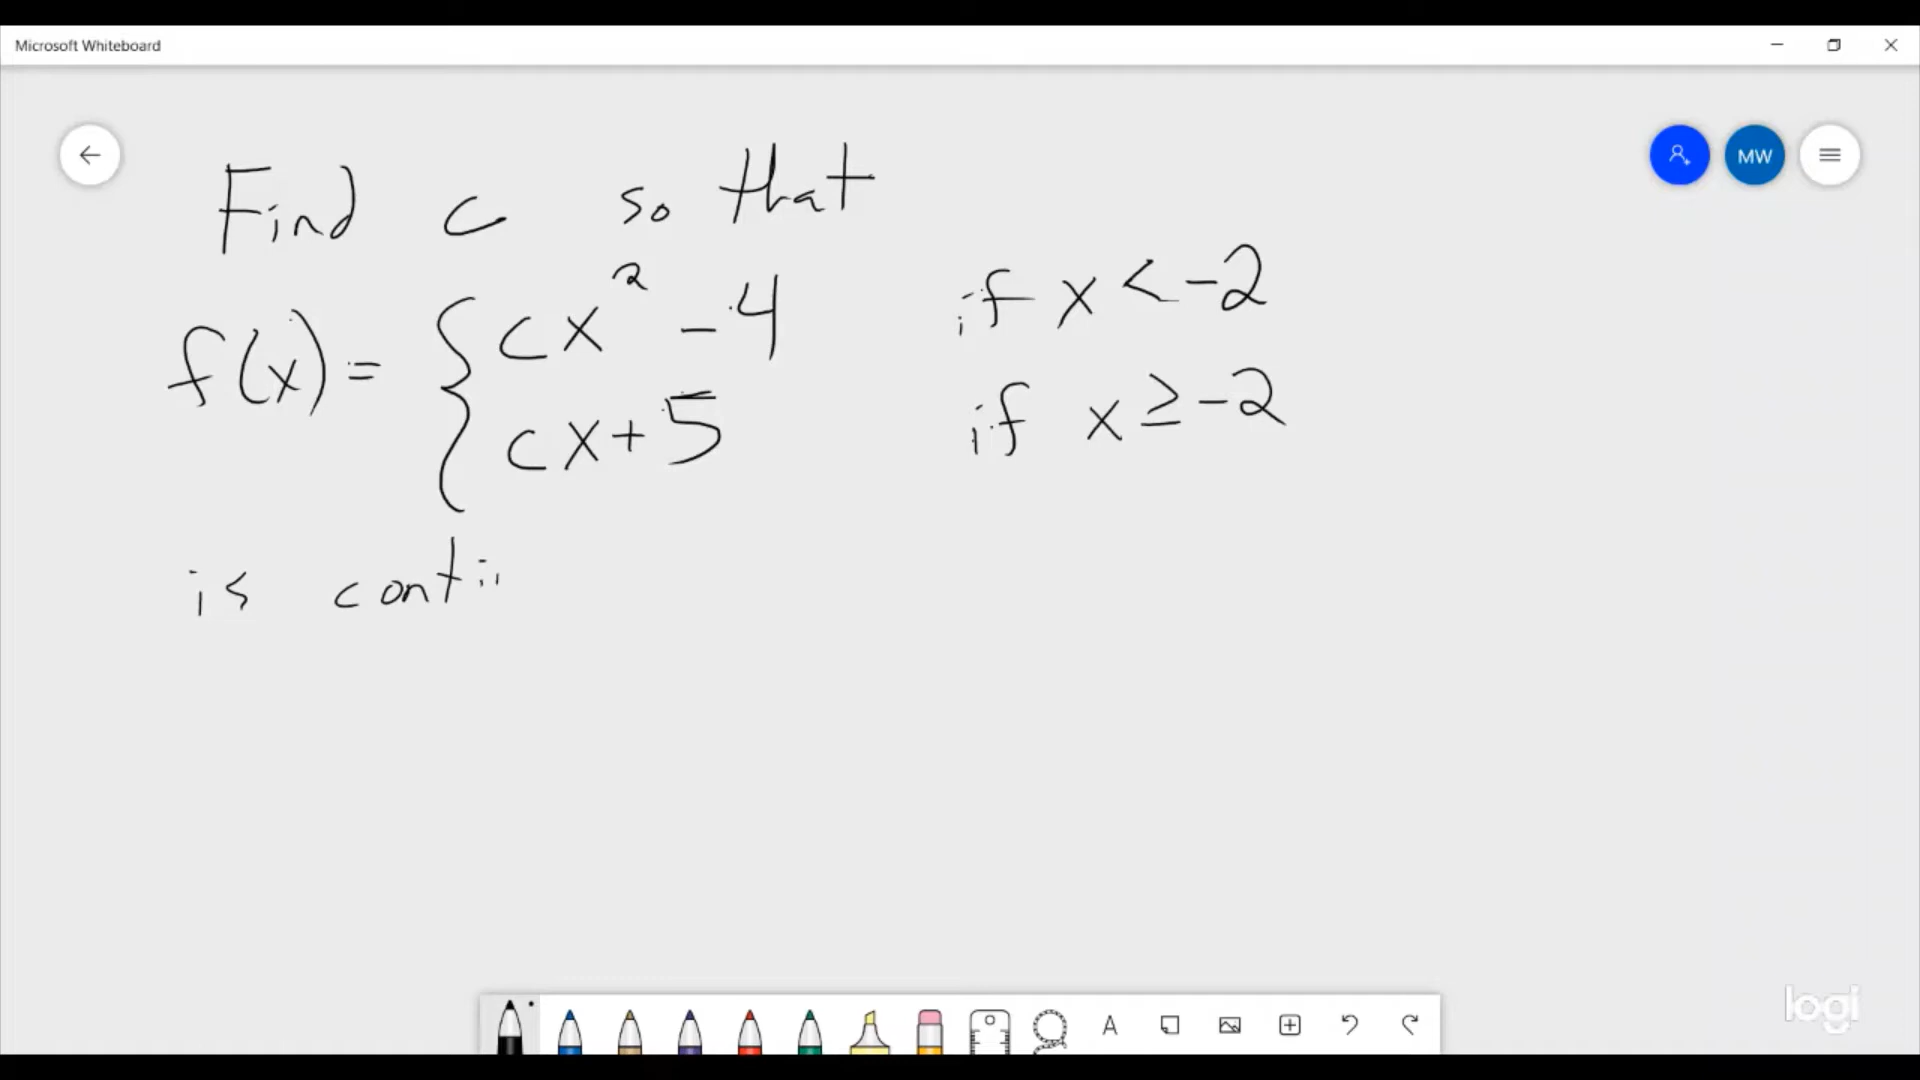 Microsoft Whiteboard
MW
Find c so that
f(x) = { cx² - 4 if x < -2
cx + 5 if x ≥ -2
is conti
A
logi